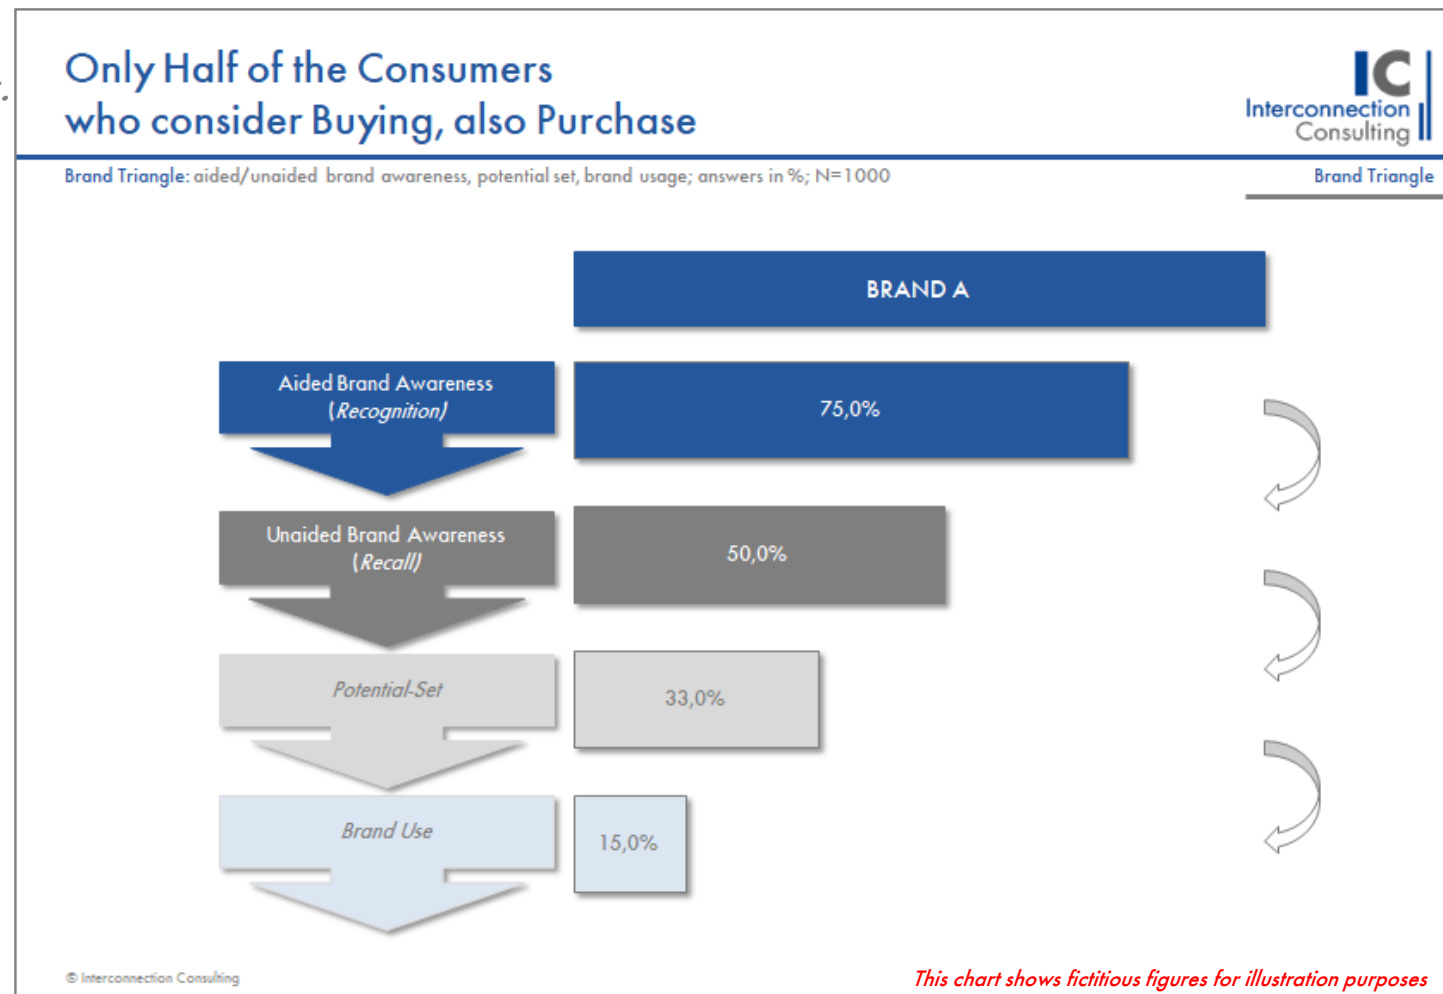 Only Half of the Consumers
who consider Buying, also Purchase
IC
Interconnection
Consulting
Brand Triangle: aided/unaided brand awareness, potential set, brand usage; answers in %; N=1000
Brand Triangle
BRAND A
Aided Brand Awareness
(Recognition)
75,0%
Unaided Brand Awareness
(Recall)
50,0%
Potential-Set
33,0%
Brand Use
15,0%
© Interconnection Consulting
This chart shows fictitious figures for illustration purposes